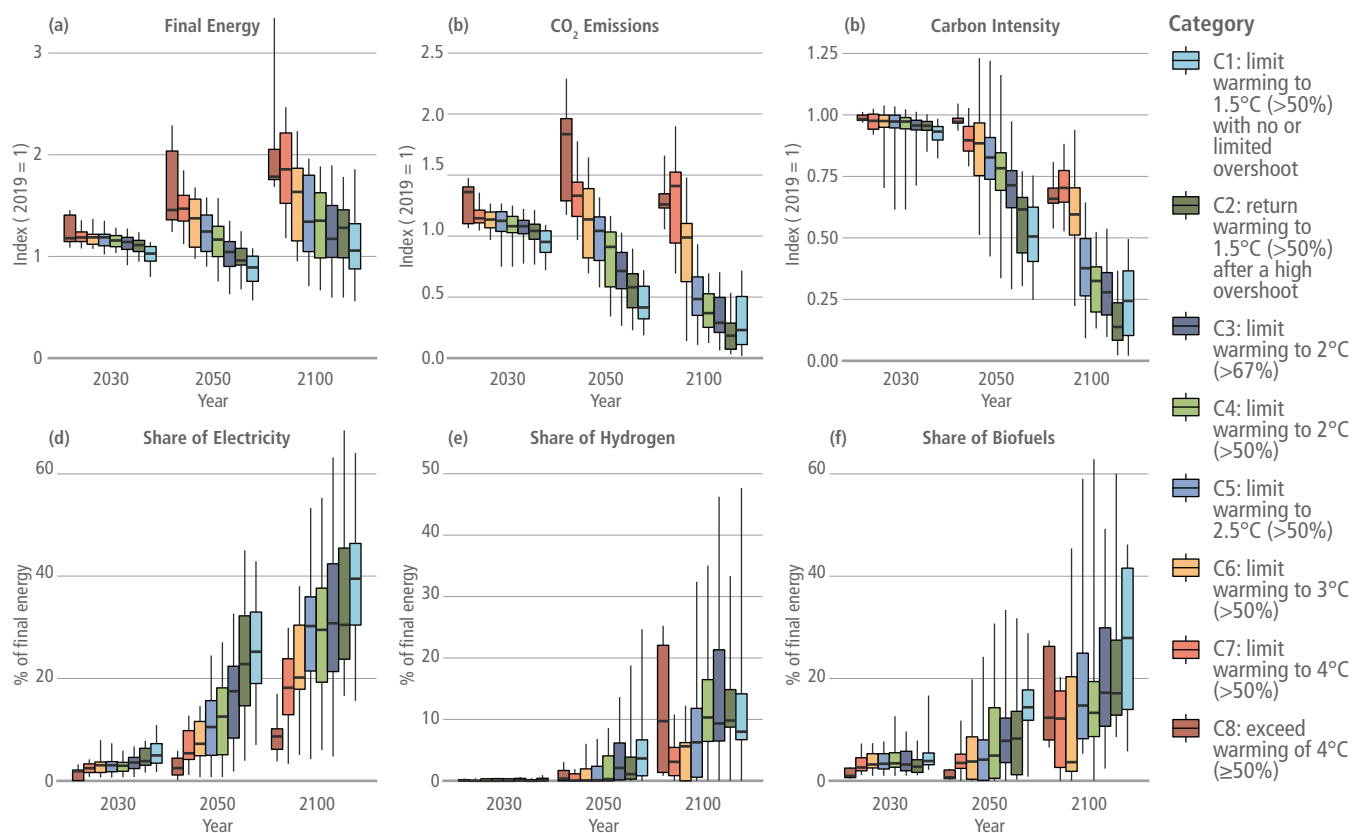 (a) Final Energy
Index ( 2019 = 1)
3
2
1
0
2030 2050 2100
Year
(b) CO2 Emissions
Index ( 2019 = 1)
2.5
2.0
1.5
1.0
0.5
0.0
2030 2050 2100
Year
(b) Carbon Intensity
Index ( 2019 = 1)
1.25
1.00
0.75
0.50
0.25
0.00
2030 2050 2100
Year
(d) Share of Electricity
% of final energy
60
40
20
0
2030 2050 2100
Year
(e) Share of Hydrogen
% of final energy
50
40
30
20
10
0
2030 2050 2100
Year
(f) Share of Biofuels
% of final energy
60
40
20
0
2030 2050 2100
Year
Category
C1: limit
warming to
1.5°C (>50%)
with no or
limited
overshoot
C2: return
warming to
1.5°C (>50%)
after a high
overshoot
C3: limit
warming to 2°C
(>67%)
C4: limit
warming to 2°C
(>50%)
C5: limit
warming to
2.5°C (>50%)
C6: limit
warming to 3°C
(>50%)
C7: limit
warming to 4°C
(>50%)
C8: exceed
warming of 4°C
(≥50%)